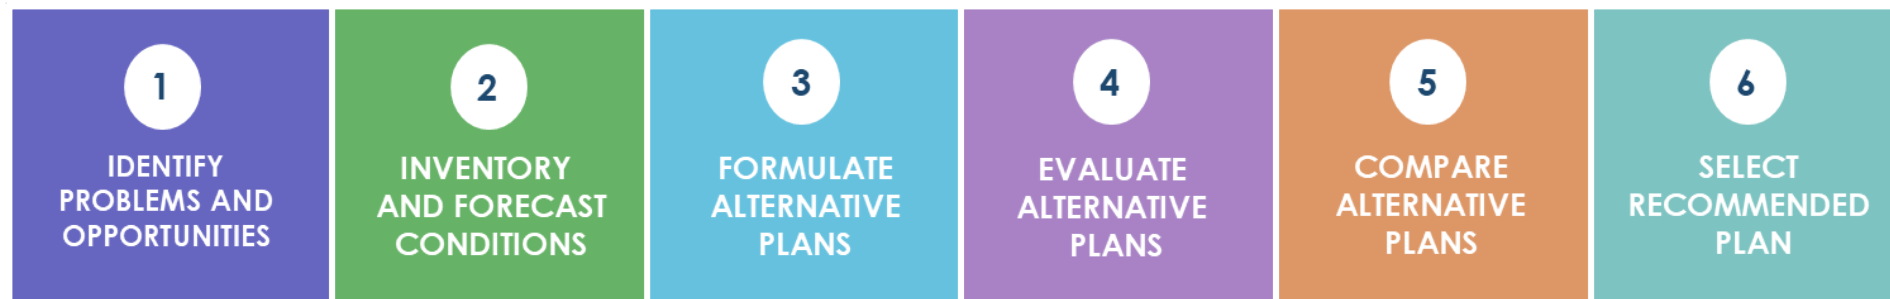 1
IDENTIFY
PROBLEMS AND
OPPORTUNITIES
2
INVENTORY
AND FORECAST
CONDITIONS
3
FORMULATE
ALTERNATIVE
PLANS
4
EVALUATE
ALTERNATIVE
PLANS
5
COMPARE
ALTERNATIVE
PLANS
6
SELECT
RECOMMENDED
PLAN